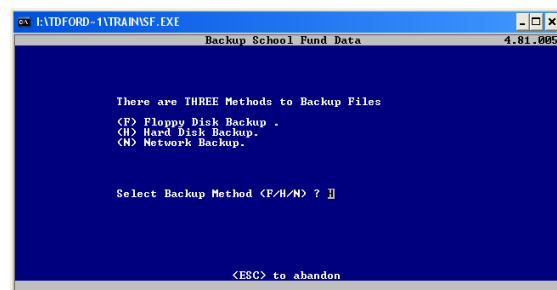 I:\TDFORD~1\TRAIN\SF.EXE
Backup School Fund Data 4.81.005
There are THREE Methods to Backup Files
(F) Floppy Disk Backup .
(H) Hard Disk Backup.
(N) Network Backup.
Select Backup Method (F/H/N) ? H
<ESC> to abandon